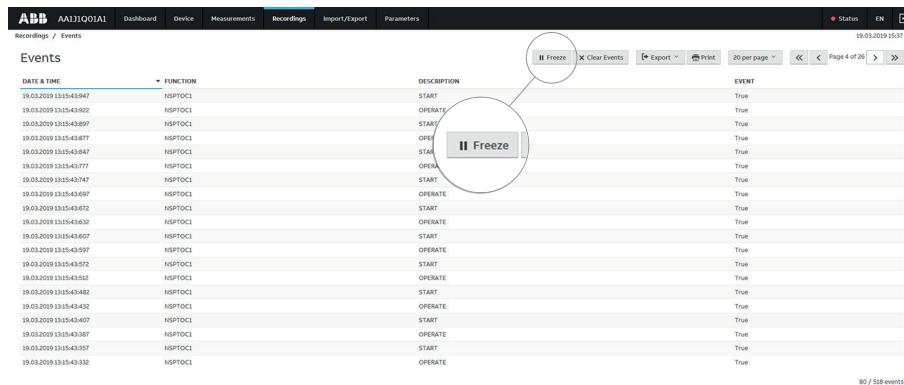 ABB AA1J1Q01A1 Dashboard Device Measurements Recordings Import/Export Parameters Status EN
Recordings / Events 19.03.2019 15:37
Events Freeze Clear Events Export Print 20 per page Page 4 of 26
DATE & TIME FUNCTION DESCRIPTION EVENT
19.03.2019 13:15:43:947 NSPTOC1 START True
19.03.2019 13:15:43:922 NSPTOC1 OPERATE True
19.03.2019 13:15:43:897 NSPTOC1 START True
19.03.2019 13:15:43:877 NSPTOC1 OPE True
19.03.2019 13:15:43:847 NSPTOC1 STAR True
Freeze
19.03.2019 13:15:43:777 NSPTOC1 OPERA True
19.03.2019 13:15:43:747 NSPTOC1 START True
19.03.2019 13:15:43:697 NSPTOC1 OPERATE True
19.03.2019 13:15:43:672 NSPTOC1 START True
19.03.2019 13:15:43:632 NSPTOC1 OPERATE True
19.03.2019 13:15:43:607 NSPTOC1 START True
19.03.2019 13:15:43:597 NSPTOC1 OPERATE True
19.03.2019 13:15:43:572 NSPTOC1 START True
19.03.2019 13:15:43:512 NSPTOC1 OPERATE True
19.03.2019 13:15:43:482 NSPTOC1 START True
19.03.2019 13:15:43:432 NSPTOC1 OPERATE True
19.03.2019 13:15:43:407 NSPTOC1 START True
19.03.2019 13:15:43:387 NSPTOC1 OPERATE True
19.03.2019 13:15:43:357 NSPTOC1 START True
19.03.2019 13:15:43:332 NSPTOC1 OPERATE True
80 / 518 events